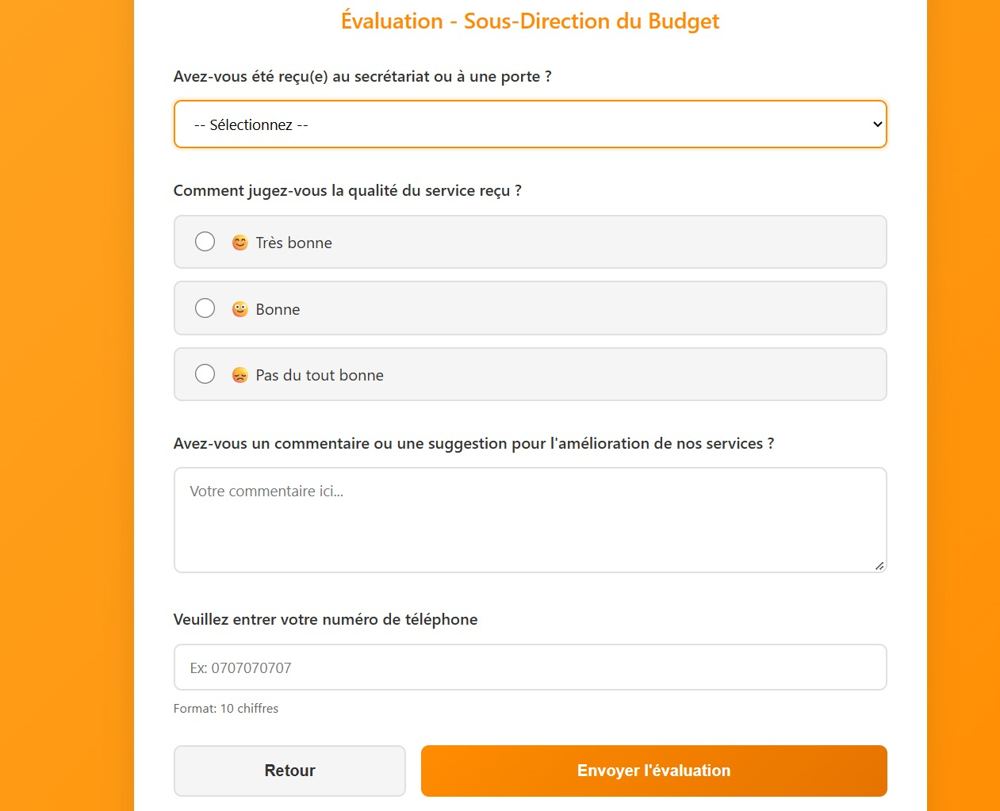 Évaluation - Sous-Direction du Budget
Avez-vous été reçu(e) au secrétariat ou à une porte ?
-- Sélectionnez --
Comment jugez-vous la qualité du service reçu ?
😊 Très bonne
🙂 Bonne
😞 Pas du tout bonne
Avez-vous un commentaire ou une suggestion pour l'amélioration de nos services ?
Votre commentaire ici...
Veuillez entrer votre numéro de téléphone
Ex: 0707070707
Format: 10 chiffres
Retour
Envoyer l'évaluation